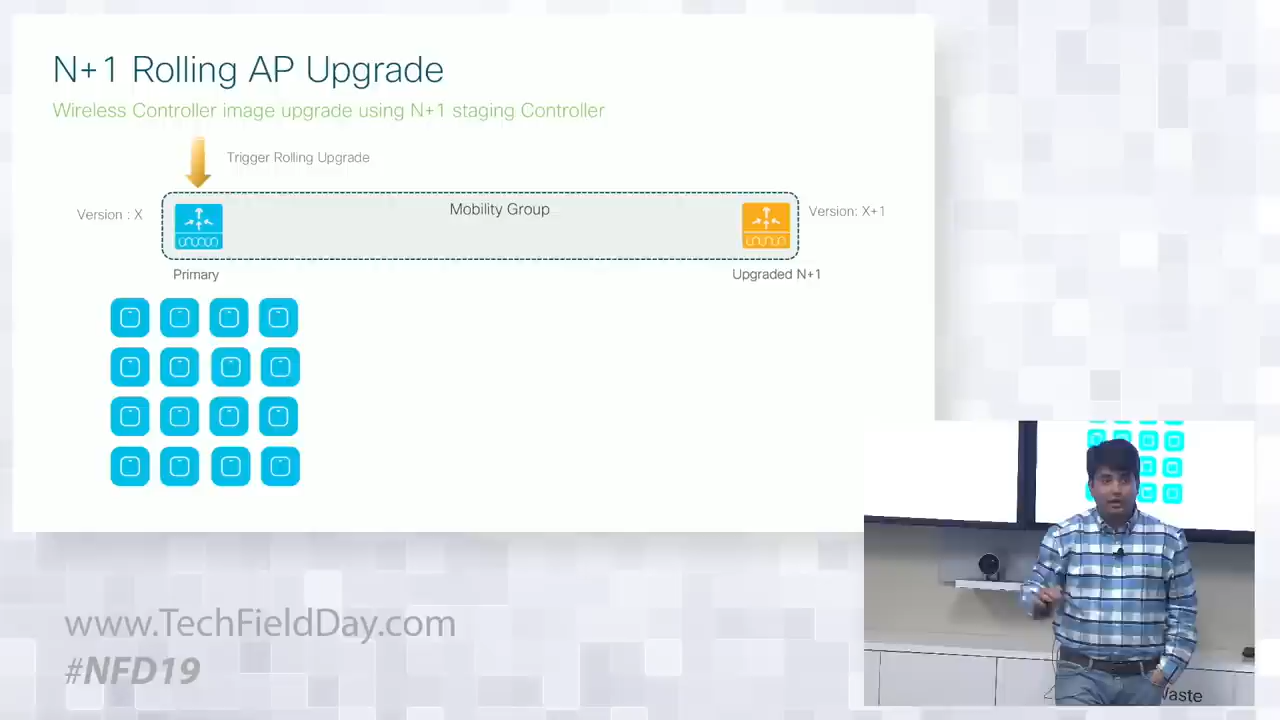 N+1 Rolling AP Upgrade
Wireless Controller image upgrade using N+1 staging Controller
Trigger Rolling Upgrade
Version : X
Mobility Group
Version: X+1
Primary
Upgraded N+1
www.TechFieldDay.com
#NFD19